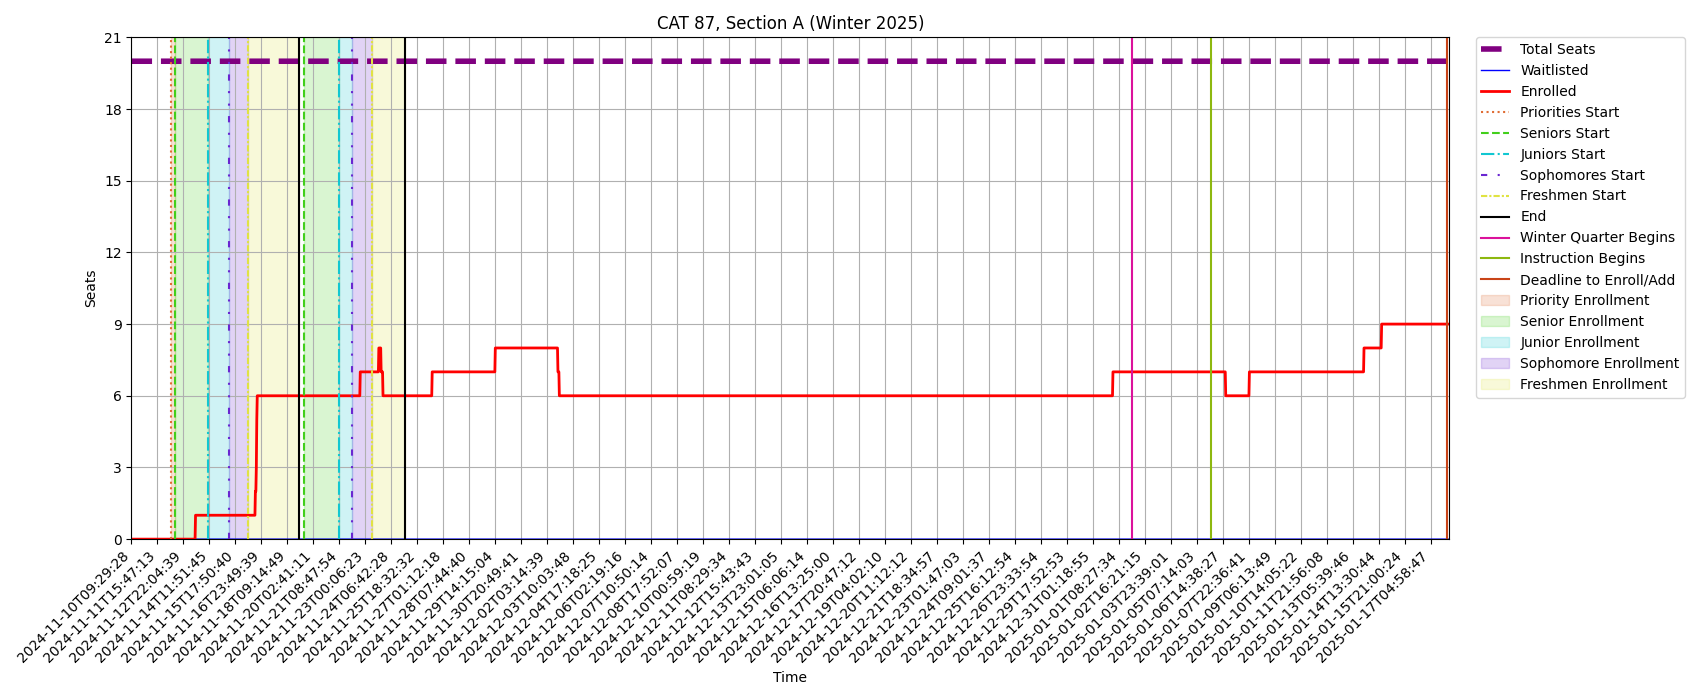 CAT 87, Section A (Winter 2025)
21
18
15
12
9
6
3
0
Seats
2024-11-10T09:29:28
2024-11-11T15:47:13
2024-11-12T22:04:39
2024-11-14T11:51:45
2024-11-15T17:50:40
2024-11-16T23:49:39
2024-11-18T09:14:49
2024-11-20T02:41:11
2024-11-21T08:47:54
2024-11-23T00:06:23
2024-11-24T06:42:28
2024-11-25T18:32:32
2024-11-27T01:12:18
2024-11-28T07:44:40
2024-11-29T14:15:04
2024-11-30T20:49:41
2024-12-02T03:14:39
2024-12-03T10:03:48
2024-12-04T17:18:25
2024-12-06T02:19:16
2024-12-07T10:50:14
2024-12-08T17:52:07
2024-12-10T00:59:19
2024-12-11T08:29:34
2024-12-12T15:43:43
2024-12-13T23:01:05
2024-12-15T06:06:14
2024-12-16T13:25:00
2024-12-17T20:47:12
2024-12-19T04:02:10
2024-12-20T11:12:12
2024-12-21T18:34:57
2024-12-23T01:47:03
2024-12-24T09:01:37
2024-12-25T16:12:54
2024-12-26T23:33:54
2024-12-29T17:52:53
2024-12-31T01:18:55
2025-01-01T08:27:34
2025-01-02T16:21:15
2025-01-03T23:39:01
2025-01-05T07:14:03
2025-01-06T14:38:27
2025-01-07T22:36:41
2025-01-09T06:13:49
2025-01-10T14:05:22
2025-01-11T21:56:08
2025-01-13T05:39:46
2025-01-14T13:30:44
2025-01-15T21:00:24
2025-01-17T04:58:47
Time
Total Seats
Waitlisted
Enrolled
Priorities Start
Seniors Start
Juniors Start
Sophomores Start
Freshmen Start
End
Winter Quarter Begins
Instruction Begins
Deadline to Enroll/Add
Priority Enrollment
Senior Enrollment
Junior Enrollment
Sophomore Enrollment
Freshmen Enrollment